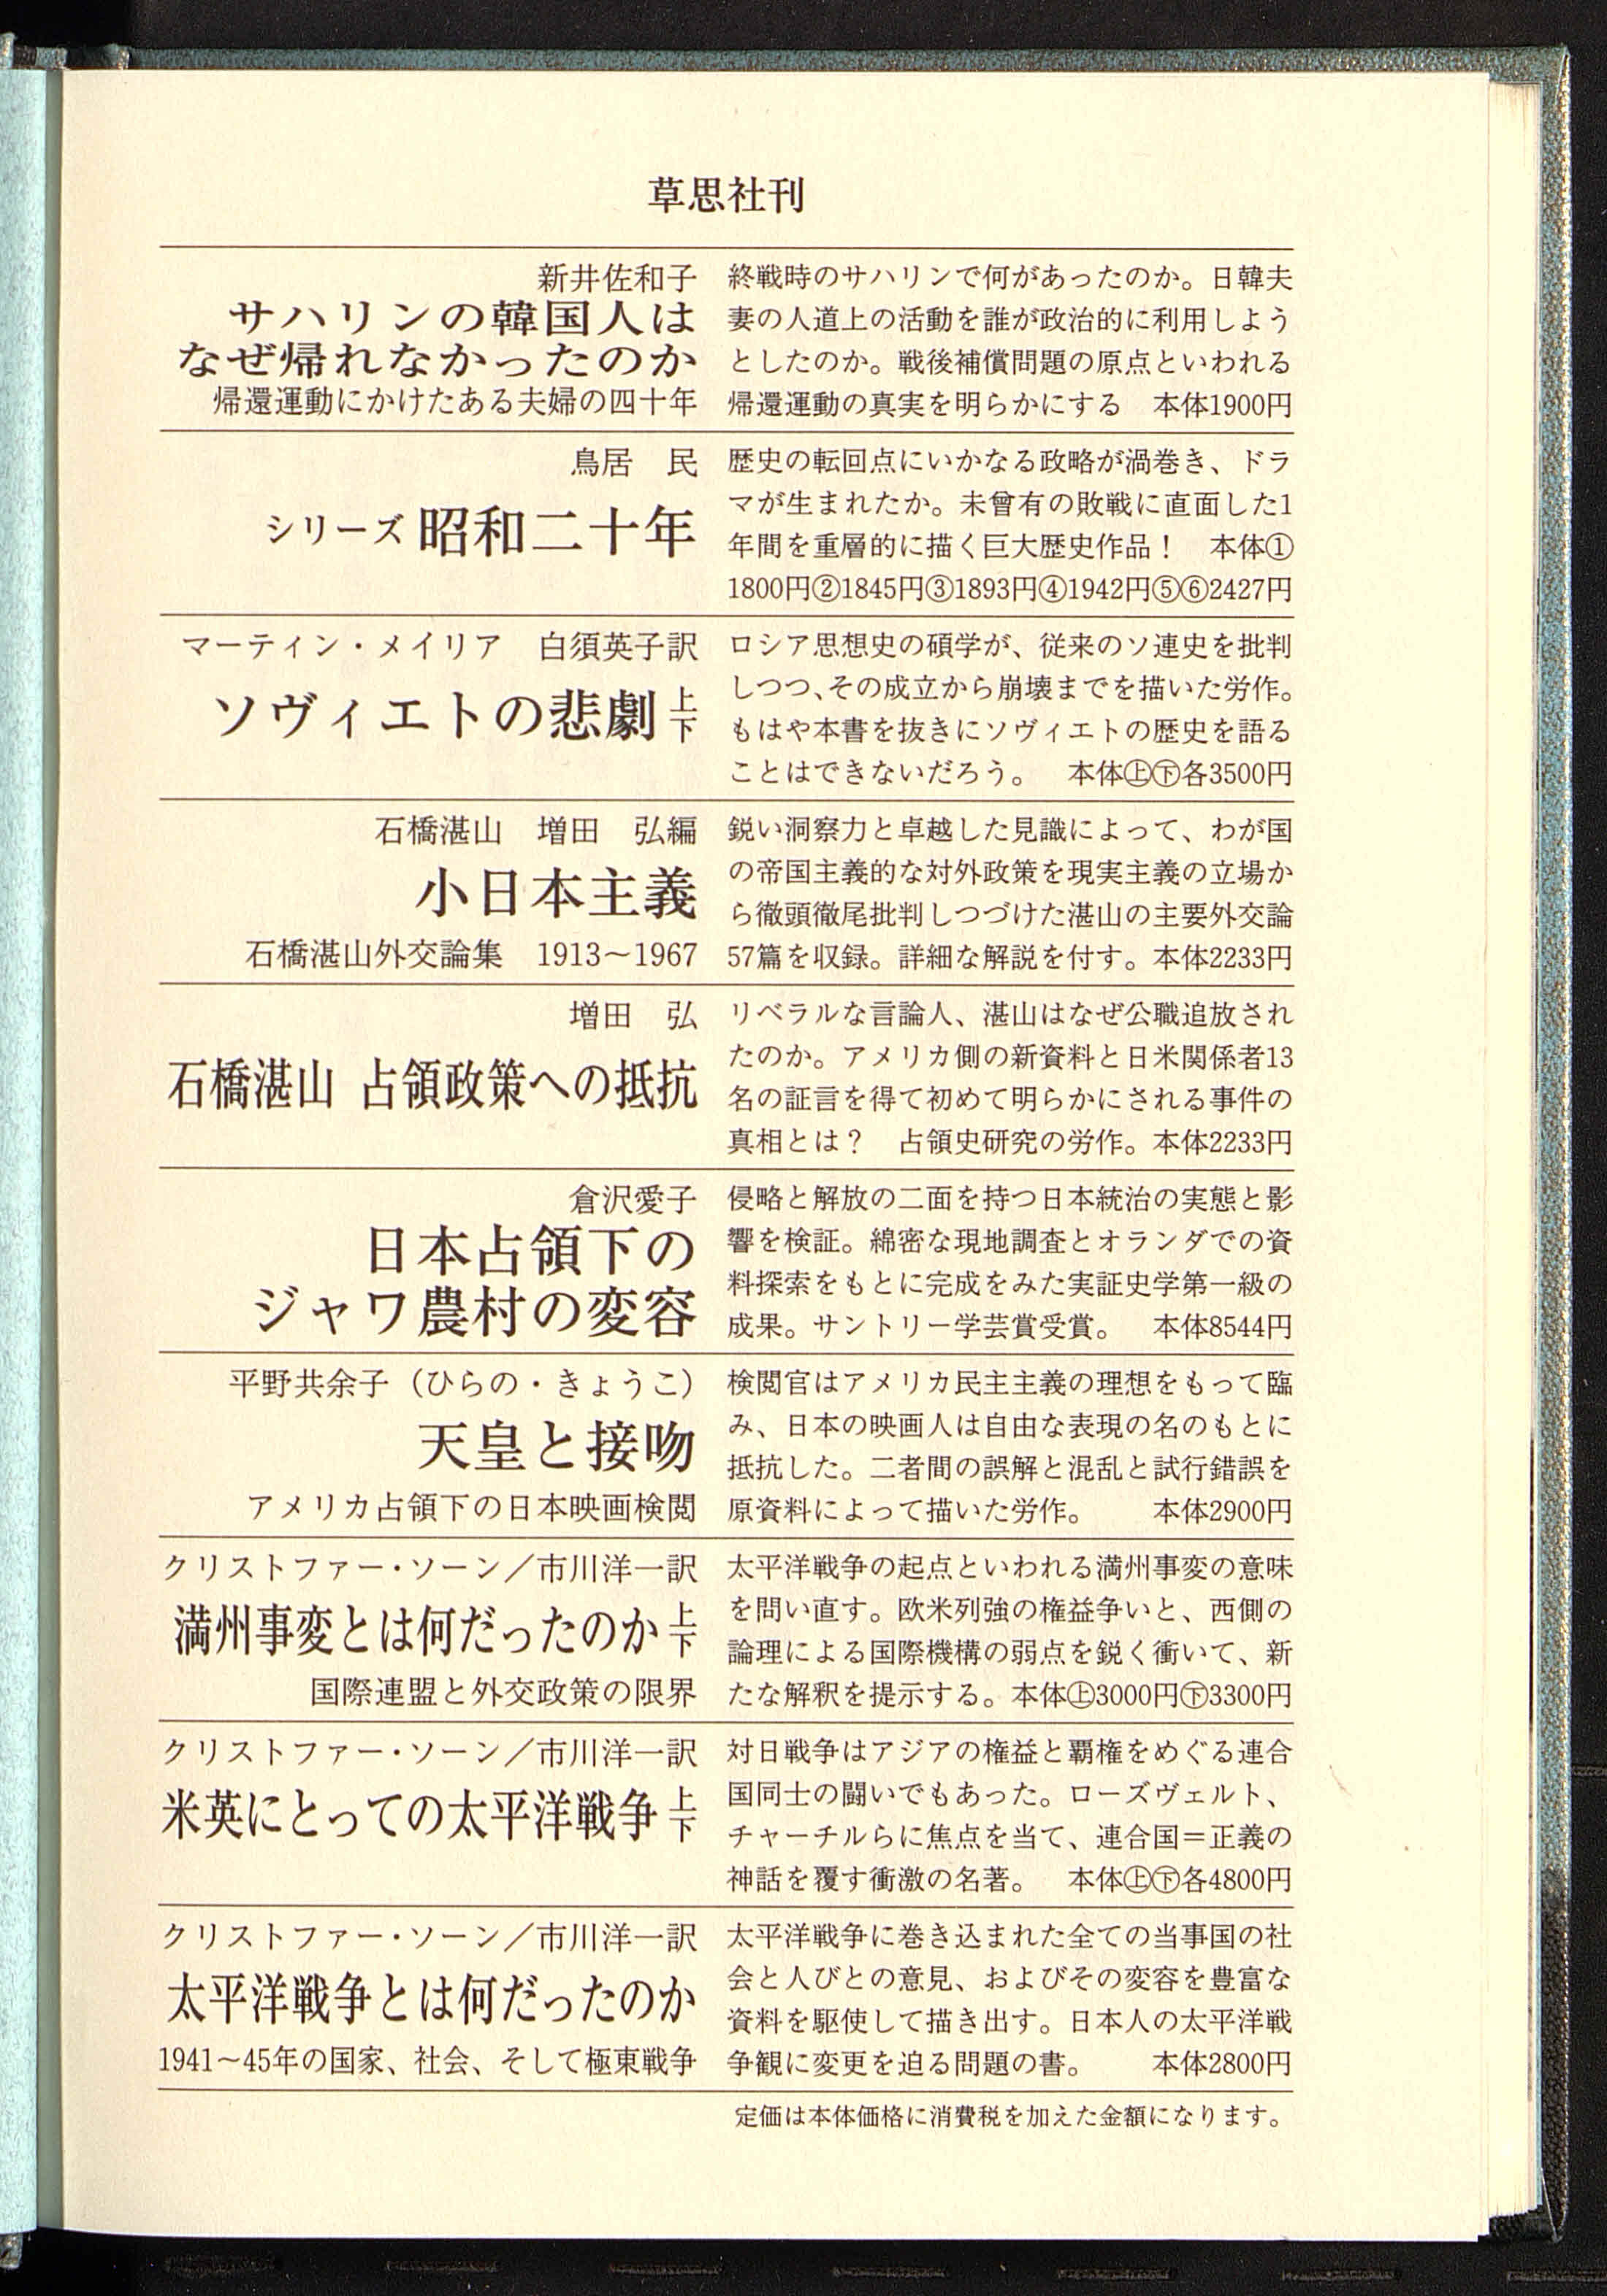 草思社刊
新井佐和子
サハリンの韓国人は
なぜ帰れなかったのか
帰還運動にかけたある夫婦の四十年
終戦時のサハリンで何があったのか。日韓夫
妻の人道上の活動を誰が政治的に利用しよう
としたのか。戦後補償問題の原点といわれる
帰還運動の真実を明らかにする　本体1900円
鳥居　民
シリーズ 昭和二十年
歴史の転回点にいかなる政略が渦巻き、ドラ
マが生まれたか。未曾有の敗戦に直面した1
年間を重層的に描く巨大歴史作品！　本体①
1800円②1845円③1893円④1942円⑤⑥2427円
マーティン・メイリア　白須英子訳
ソヴィエトの悲劇 上下
ロシア思想史の碩学が、従来のソ連史を批判
しつつ、その成立から崩壊までを描いた労作。
もはや本書を抜きにソヴィエトの歴史を語る
ことはできないだろう。　本体㊤㊦各3500円
石橋湛山　増田　弘編
小日本主義
石橋湛山外交論集　1913～1967
鋭い洞察力と卓越した見識によって、わが国
の帝国主義的な対外政策を現実主義の立場か
ら徹頭徹尾批判しつづけた湛山の主要外交論
57篇を収録。詳細な解説を付す。本体2233円
増田　弘
石橋湛山 占領政策への抵抗
リベラルな言論人、湛山はなぜ公職追放され
たのか。アメリカ側の新資料と日米関係者13
名の証言を得て初めて明らかにされる事件の
真相とは？　占領史研究の労作。本体2233円
倉沢愛子
日本占領下の
ジャワ農村の変容
侵略と解放の二面を持つ日本統治の実態と影
響を検証。綿密な現地調査とオランダでの資
料探索をもとに完成をみた実証史学第一級の
成果。サントリー学芸賞受賞。　本体8544円
平野共余子（ひらの・きょうこ）
天皇と接吻
アメリカ占領下の日本映画検閲
検閲官はアメリカ民主主義の理想をもって臨
み、日本の映画人は自由な表現の名のもとに
抵抗した。二者間の誤解と混乱と試行錯誤を
原資料によって描いた労作。　本体2900円
クリストファー・ソーン／市川洋一訳
満州事変とは何だったのか 上下
国際連盟と外交政策の限界
太平洋戦争の起点といわれる満州事変の意味
を問い直す。欧米列強の権益争いと、西側の
論理による国際機構の弱点を鋭く衝いて、新
たな解釈を提示する。本体㊤3000円㊦3300円
クリストファー・ソーン／市川洋一訳
米英にとっての太平洋戦争 上下
対日戦争はアジアの権益と覇権をめぐる連合
国同士の闘いでもあった。ローズヴェルト、
チャーチルらに焦点を当て、連合国＝正義の
神話を覆す衝激の名著。　本体㊤㊦各4800円
クリストファー・ソーン／市川洋一訳
太平洋戦争とは何だったのか
1941～45年の国家、社会、そして極東戦争
太平洋戦争に巻き込まれた全ての当事国の社
会と人びとの意見、およびその変容を豊富な
資料を駆使して描き出す。日本人の太平洋戦
争観に変更を迫る問題の書。　本体2800円
定価は本体価格に消費税を加えた金額になります。